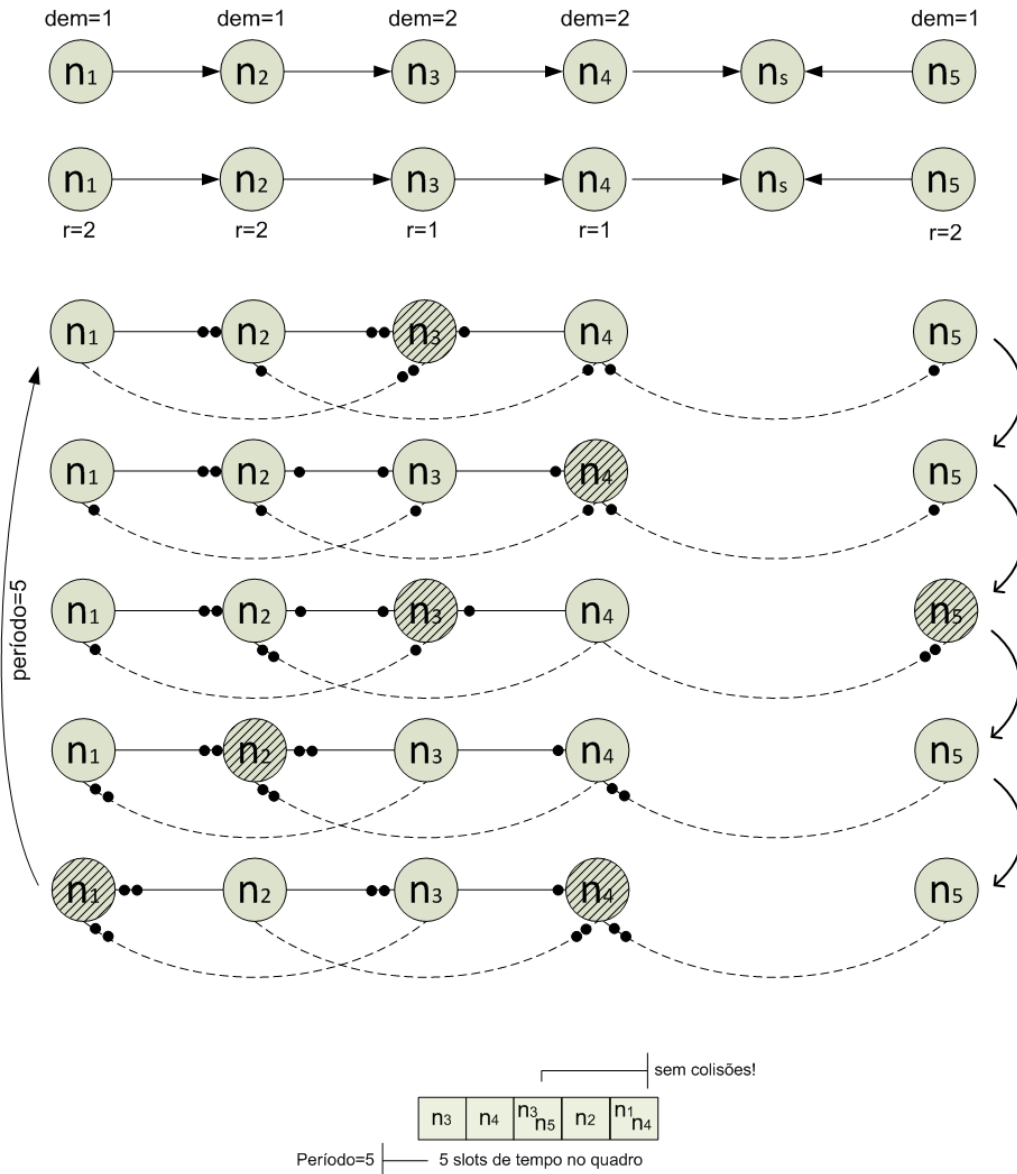 dem=1 dem=1 dem=2 dem=2 dem=1
n1 n2 n3 n4 ns n5
n1 n2 n3 n4 ns n5
r=2 r=2 r=1 r=1 r=2
n1 n2 n3 n4 n5
n1 n2 n3 n4 n5
n1 n2 n3 n4 n5
período=5
n1 n2 n3 n4 n5
n1 n2 n3 n4 n5
sem colisões!
n3 n4 n3 n5 n2 n1 n4
Período=5 5 slots de tempo no quadro